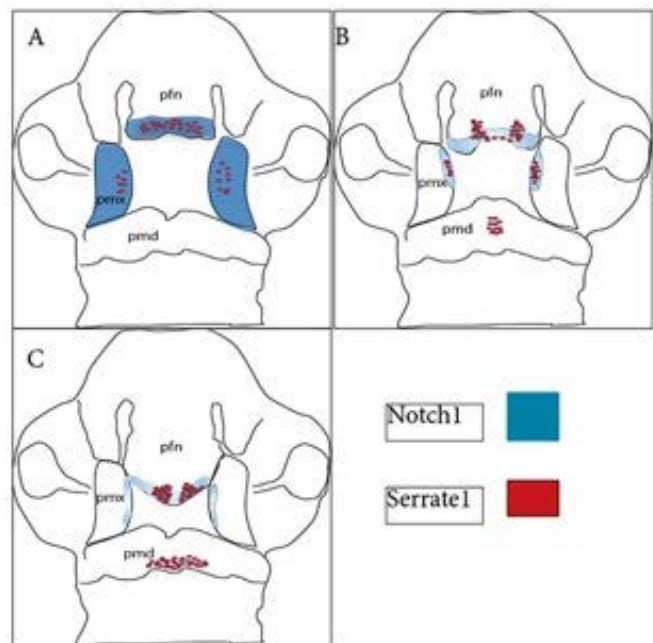 A
pfn
pmx
pmd
B
pfn
pmx
pmd
C
pfn
pmx
pmd
Notch1
Serrate1